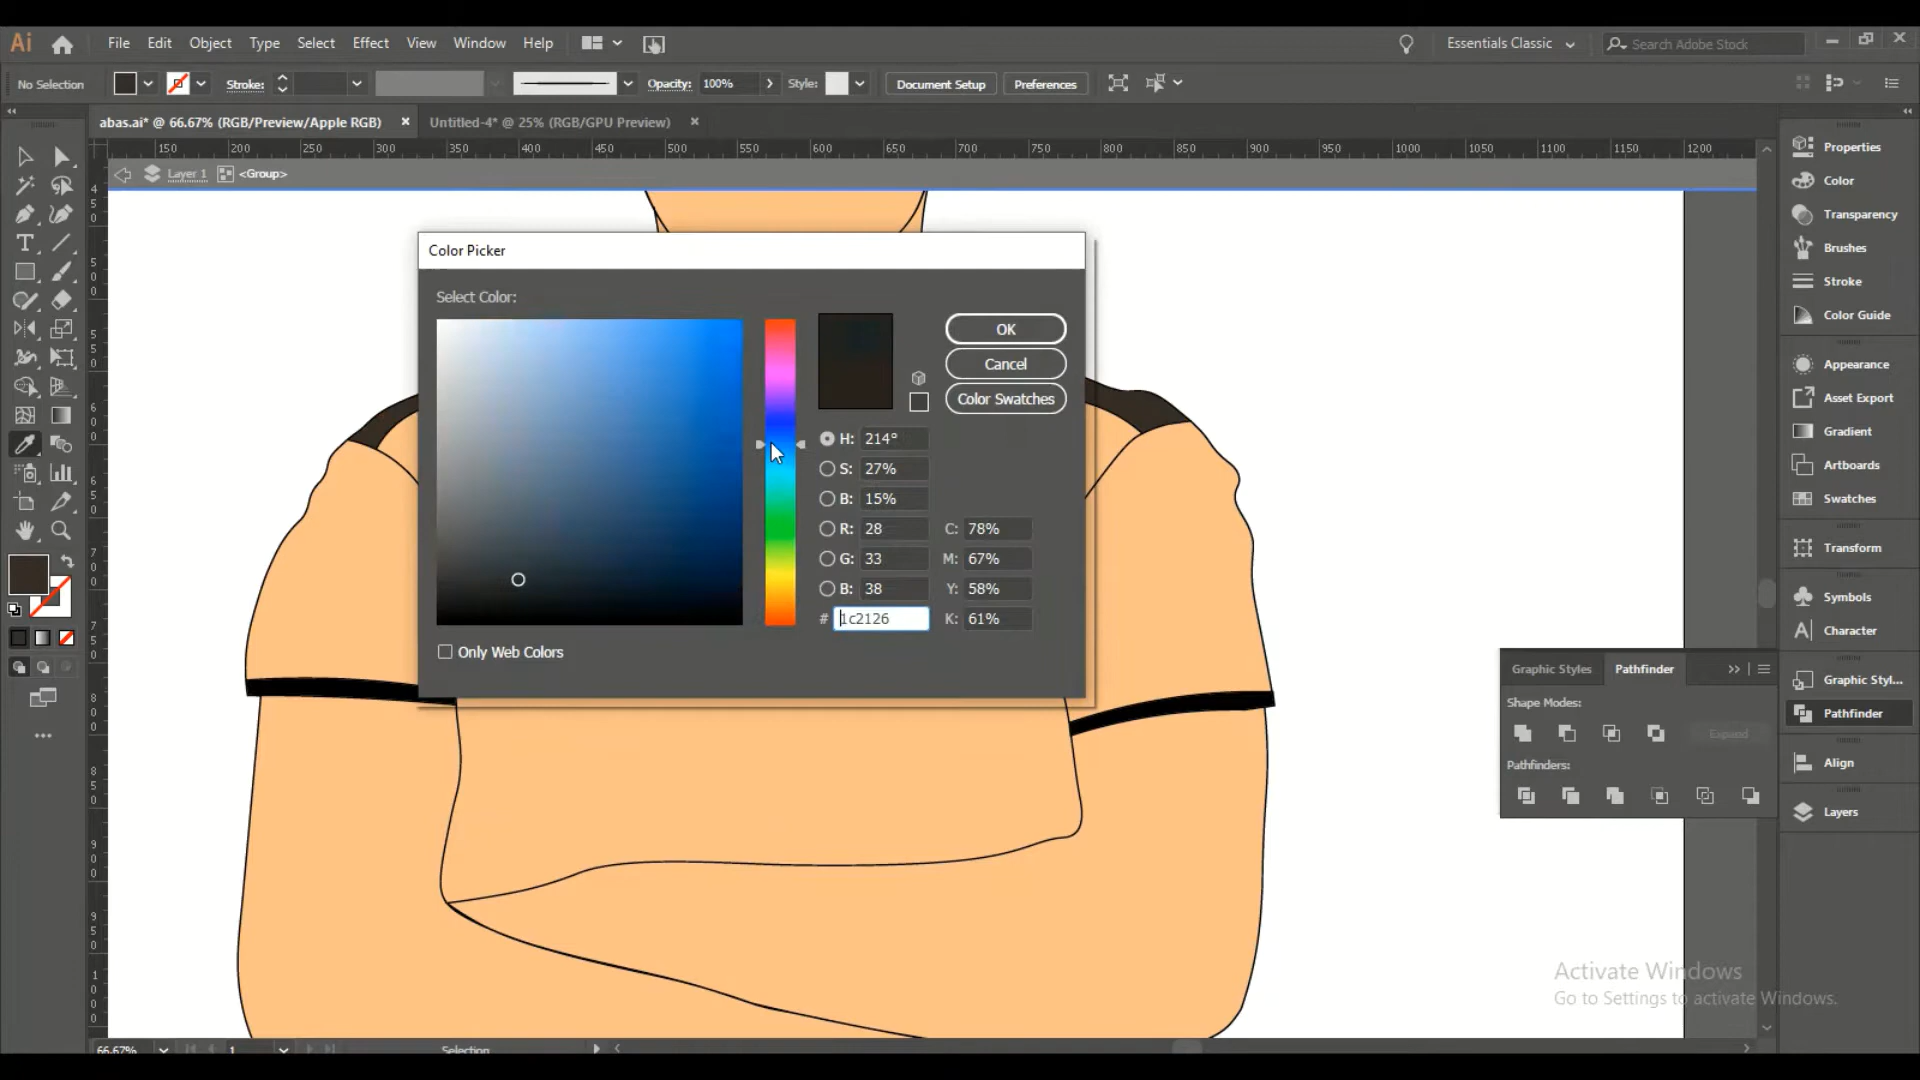 Ai File Edit Object Type Select Effect View Window Help Essentials Classic Search Adobe Stock
No Selection Stroke: Opacity: 100% Style: Document Setup Preferences
abas.ai* @ 66.67% (RGB/Preview/Apple RGB) × Untitled-4* @ 25% (RGB/GPU Preview) ×
150 200 250 300 350 400 450 500 550 600 650 700 750 800 850 900 950 1000 1050 1100 1150 1200
Layer 1 <Group>
Color Picker
Select Color:
OK
Cancel
Color Swatches
H: 214°
S: 27%
B: 15%
R: 28 C: 78%
G: 33 M: 67%
B: 38 Y: 58%
# 1c2126 K: 61%
Only Web Colors
Properties
Color
Transparency
Brushes
Stroke
Color Guide
Appearance
Asset Export
Gradient
Artboards
Swatches
Transform
Symbols
Character
Graphic Styl...
Pathfinder
Align
Layers
Graphic Styles Pathfinder
Shape Modes:
Expand
Pathfinders:
Activate Windows
Go to Settings to activate Windows.
66.67% 1 Selection